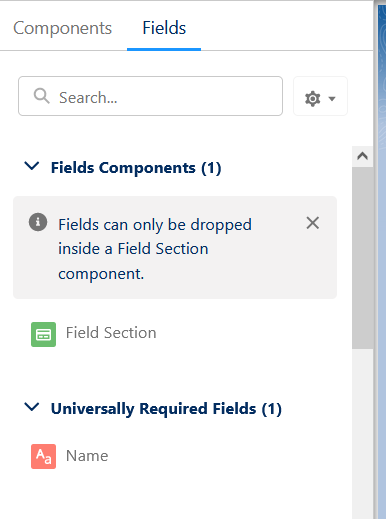 Components Fields
Search...
Fields Components (1)
Fields can only be dropped
inside a Field Section
component.
Field Section
Universally Required Fields (1)
Aa Name